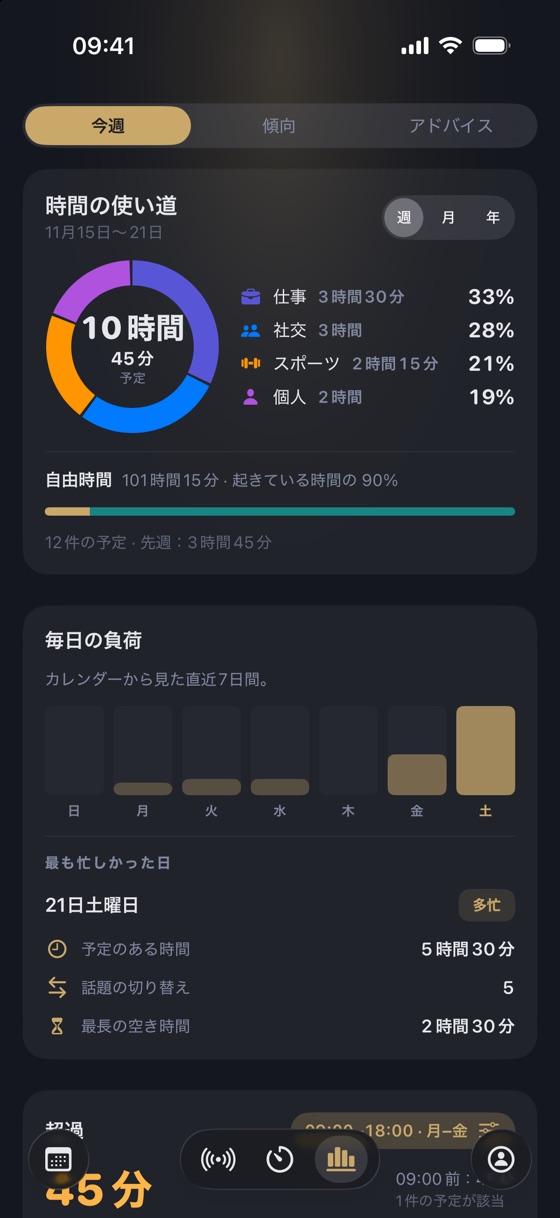 09:41
今週 傾向 アドバイス
時間の使い道
11月15日〜21日
週 月 年
10時間
45分
予定
仕事 3時間30分 33%
社交 3時間 28%
スポーツ 2時間15分 21%
個人 2時間 19%
自由時間 101時間15分 · 起きている時間の 90%
12件の予定 · 先週：3時間45分
毎日の負荷
カレンダーから見た直近7日間。
日 月 火 水 木 金 土
最も忙しかった日
21日土曜日 多忙
予定のある時間 5時間30分
話題の切り替え 5
最長の空き時間 2時間30分
超過
18:00 · 月–金
45分
09:00前：
1件の予定が該当